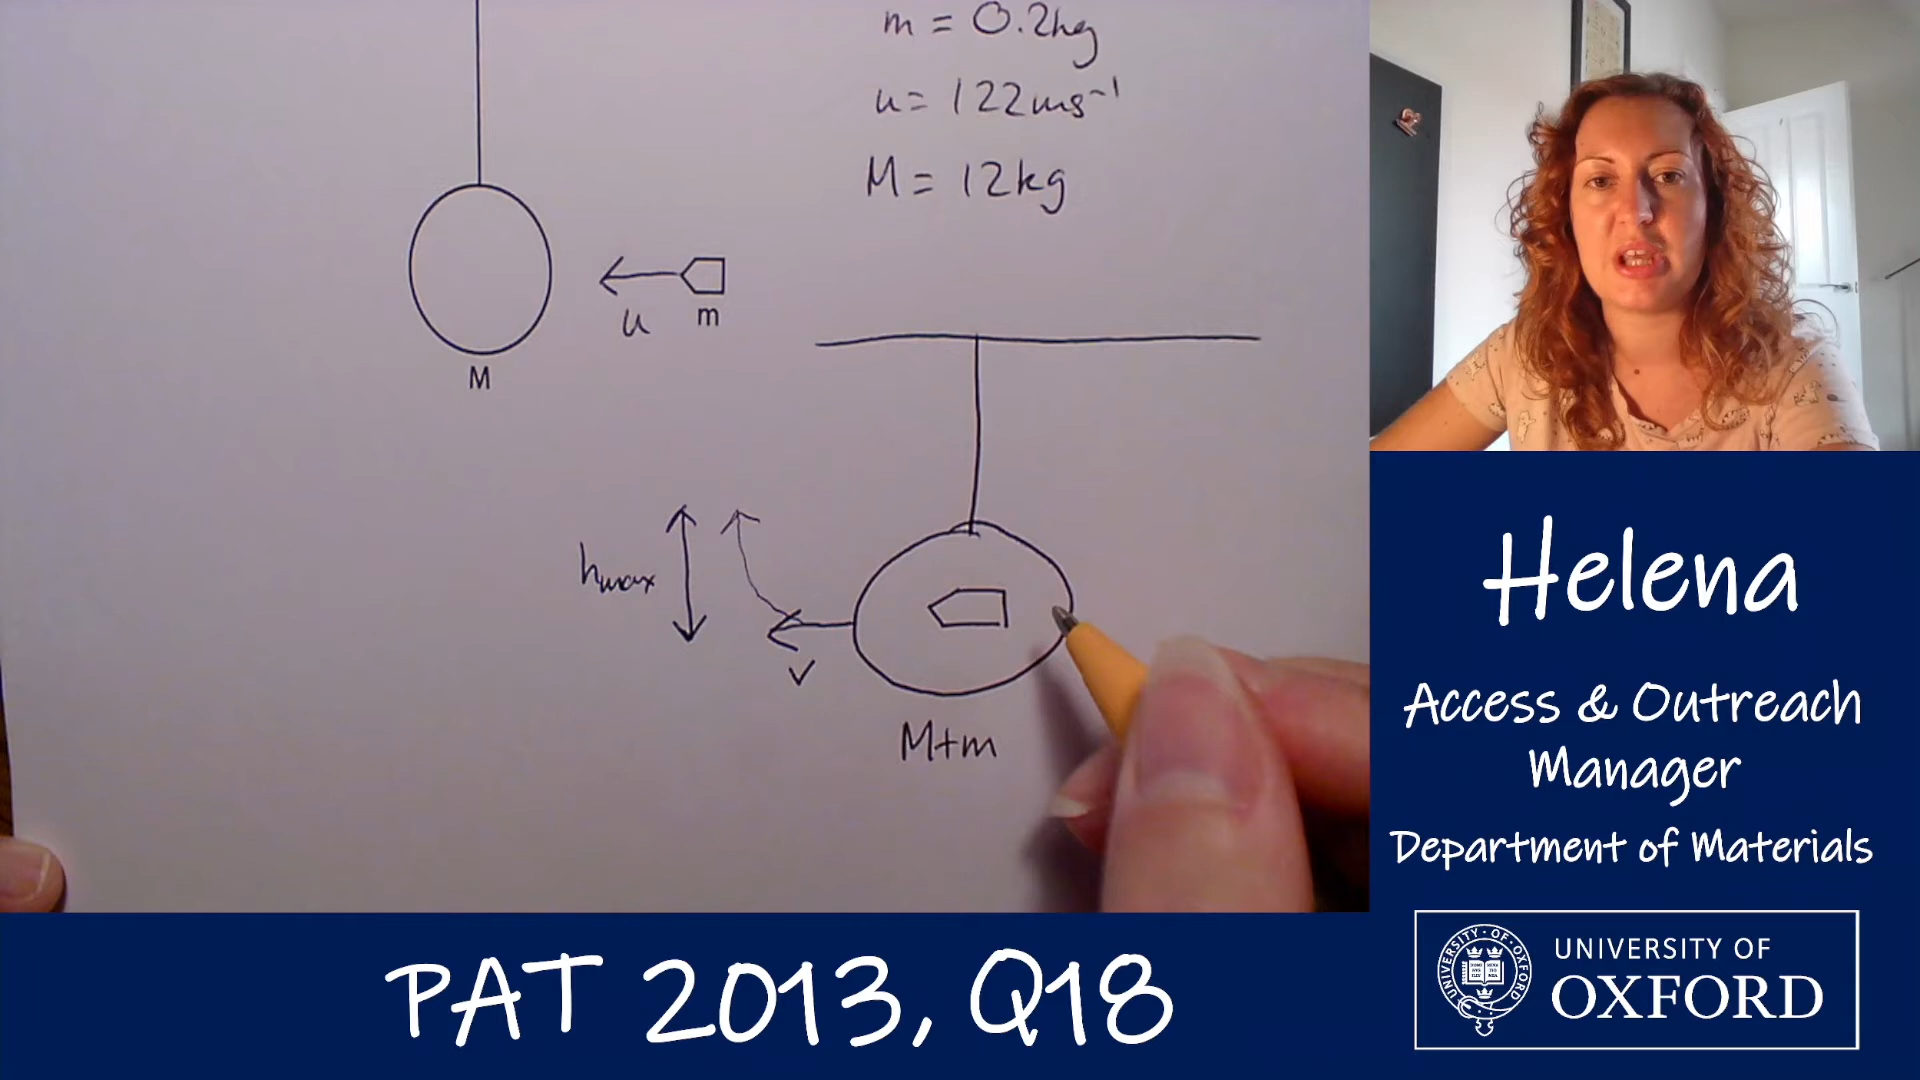 m = 0.2kg
u = 122ms⁻¹
M = 12kg
u
m
M
hmax
v
M+m
Helena
Access & Outreach
Manager
Department of Materials
UNIVERSITY OF
OXFORD
PAT 2013, Q18